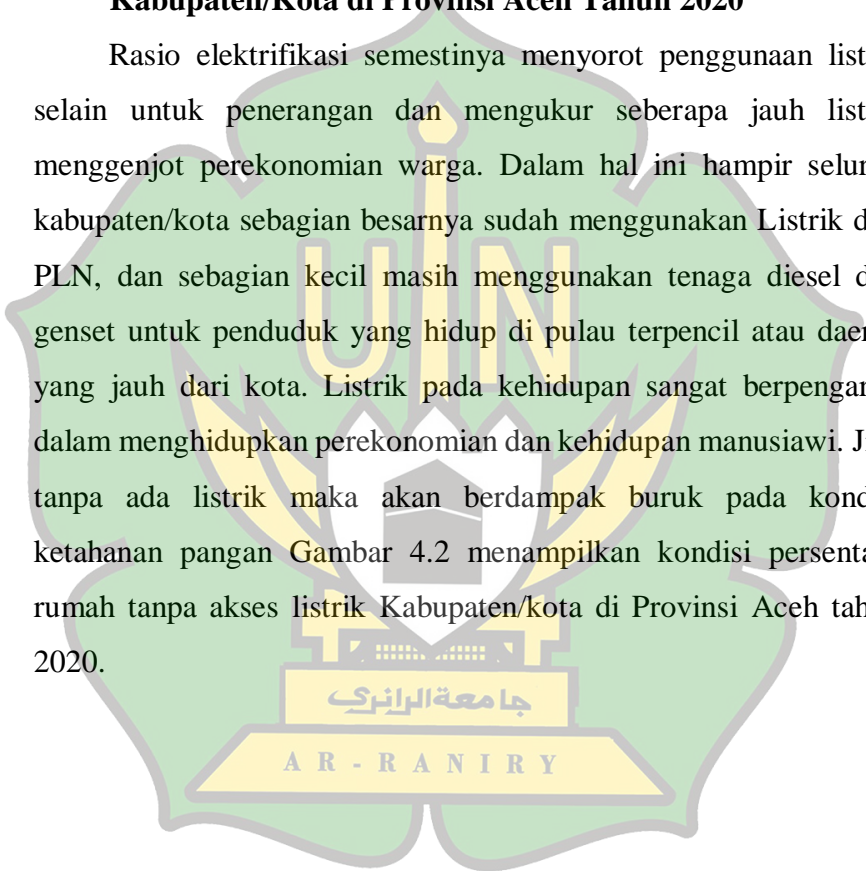 Kabupaten/Kota di Provinsi Aceh Tahun 2020
Rasio elektrifikasi semestinya menyorot penggunaan list
selain untuk penerangan dan mengukur seberapa jauh list
menggenjot perekonomian warga. Dalam hal ini hampir selur
kabupaten/kota sebagian besarnya sudah menggunakan Listrik d
PLN, dan sebagian kecil masih menggunakan tenaga diesel d
genset untuk penduduk yang hidup di pulau terpencil atau daer
yang jauh dari kota. Listrik pada kehidupan sangat berpengar
dalam menghidupkan perekonomian dan kehidupan manusiawi. J
tanpa ada listrik maka akan berdampak buruk pada kond
ketahanan pangan Gambar 4.2 menampilkan kondisi persenta
rumah tanpa akses listrik Kabupaten/kota di Provinsi Aceh tah
2020.
UIN
جامعة الرانري
AR-RANIRY